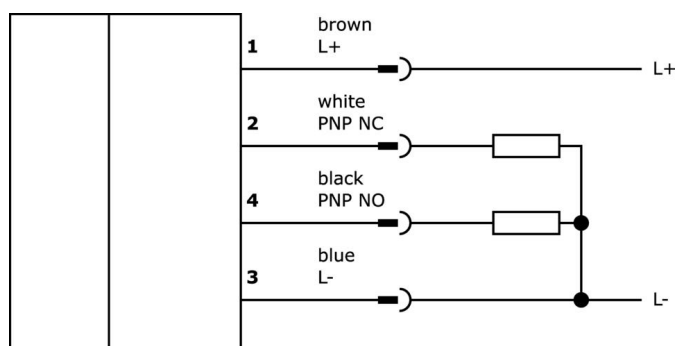 brown
1 L+
L+
white
2 PNP NC
black
4 PNP NO
blue
3 L-
L-